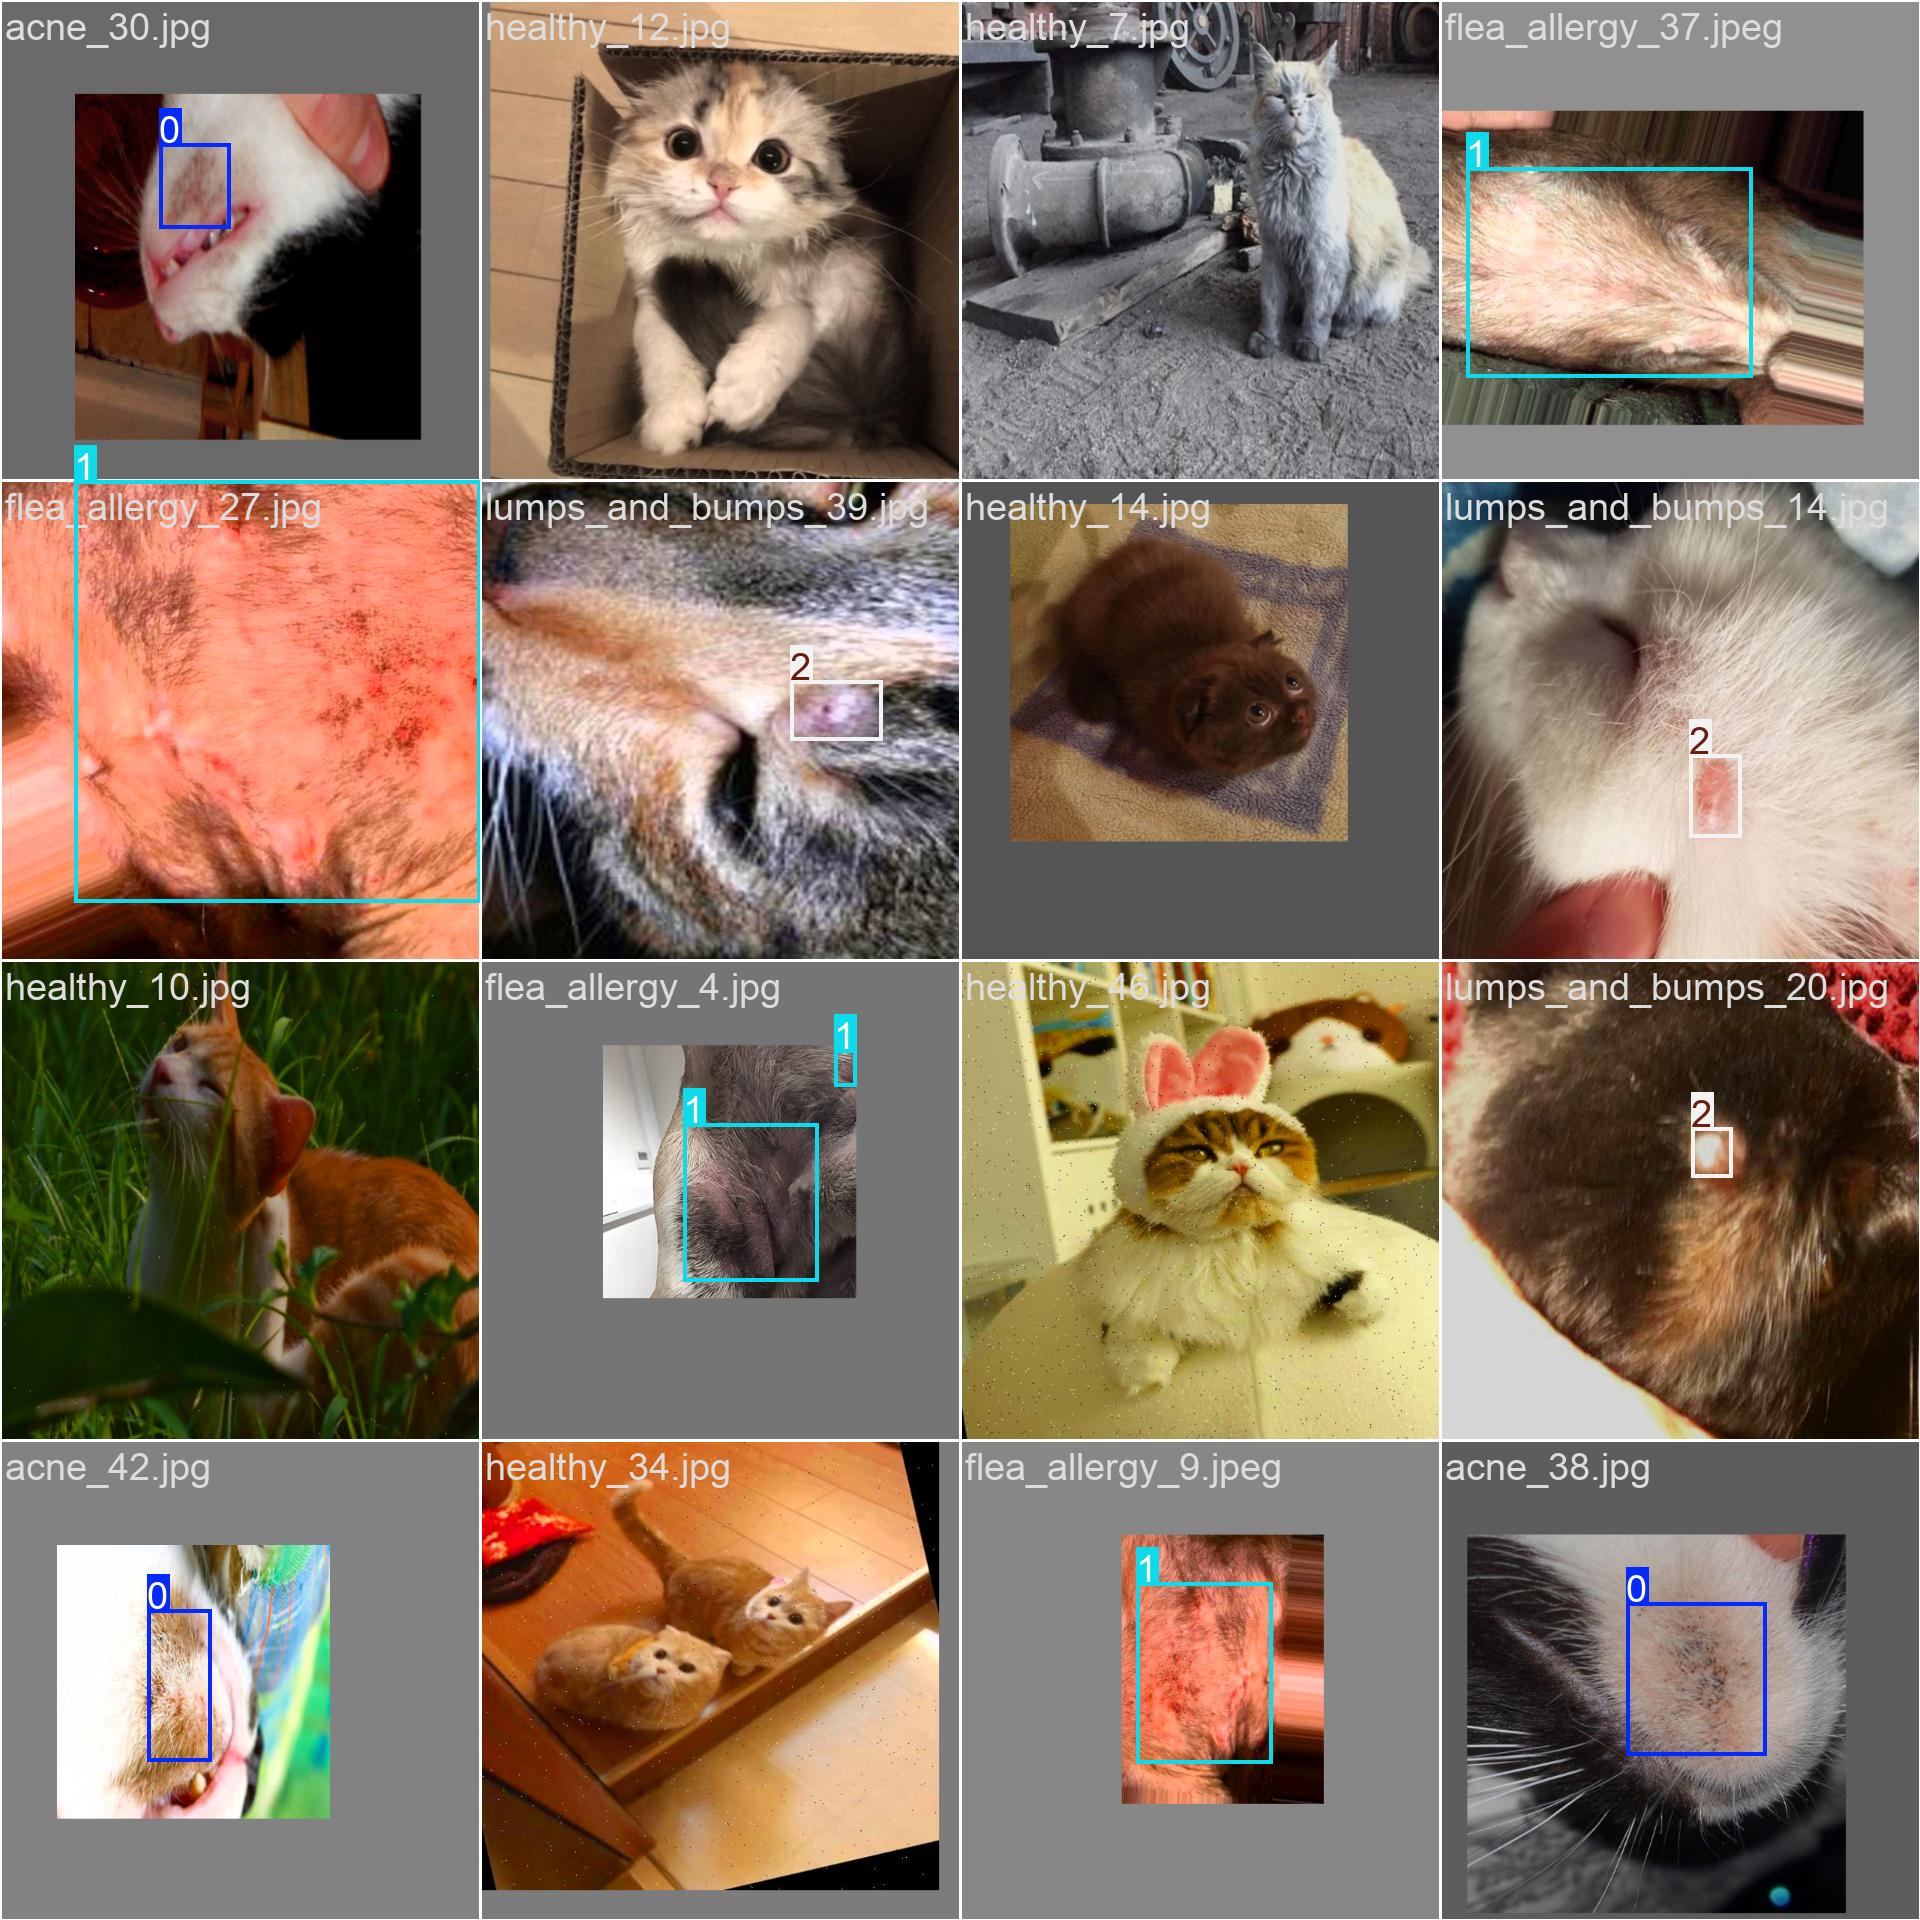 acne_30.jpg
healthy_12.jpg
healthy_7.jpg
flea_allergy_37.jpeg
0
1
1
flea_allergy_27.jpg
lumps_and_bumps_39.jpg
healthy_14.jpg
lumps_and_bumps_14.jpg
2
2
healthy_10.jpg
flea_allergy_4.jpg
healthy_46.jpg
lumps_and_bumps_20.jpg
1
1
2
acne_42.jpg
healthy_34.jpg
flea_allergy_9.jpeg
acne_38.jpg
0
1
0